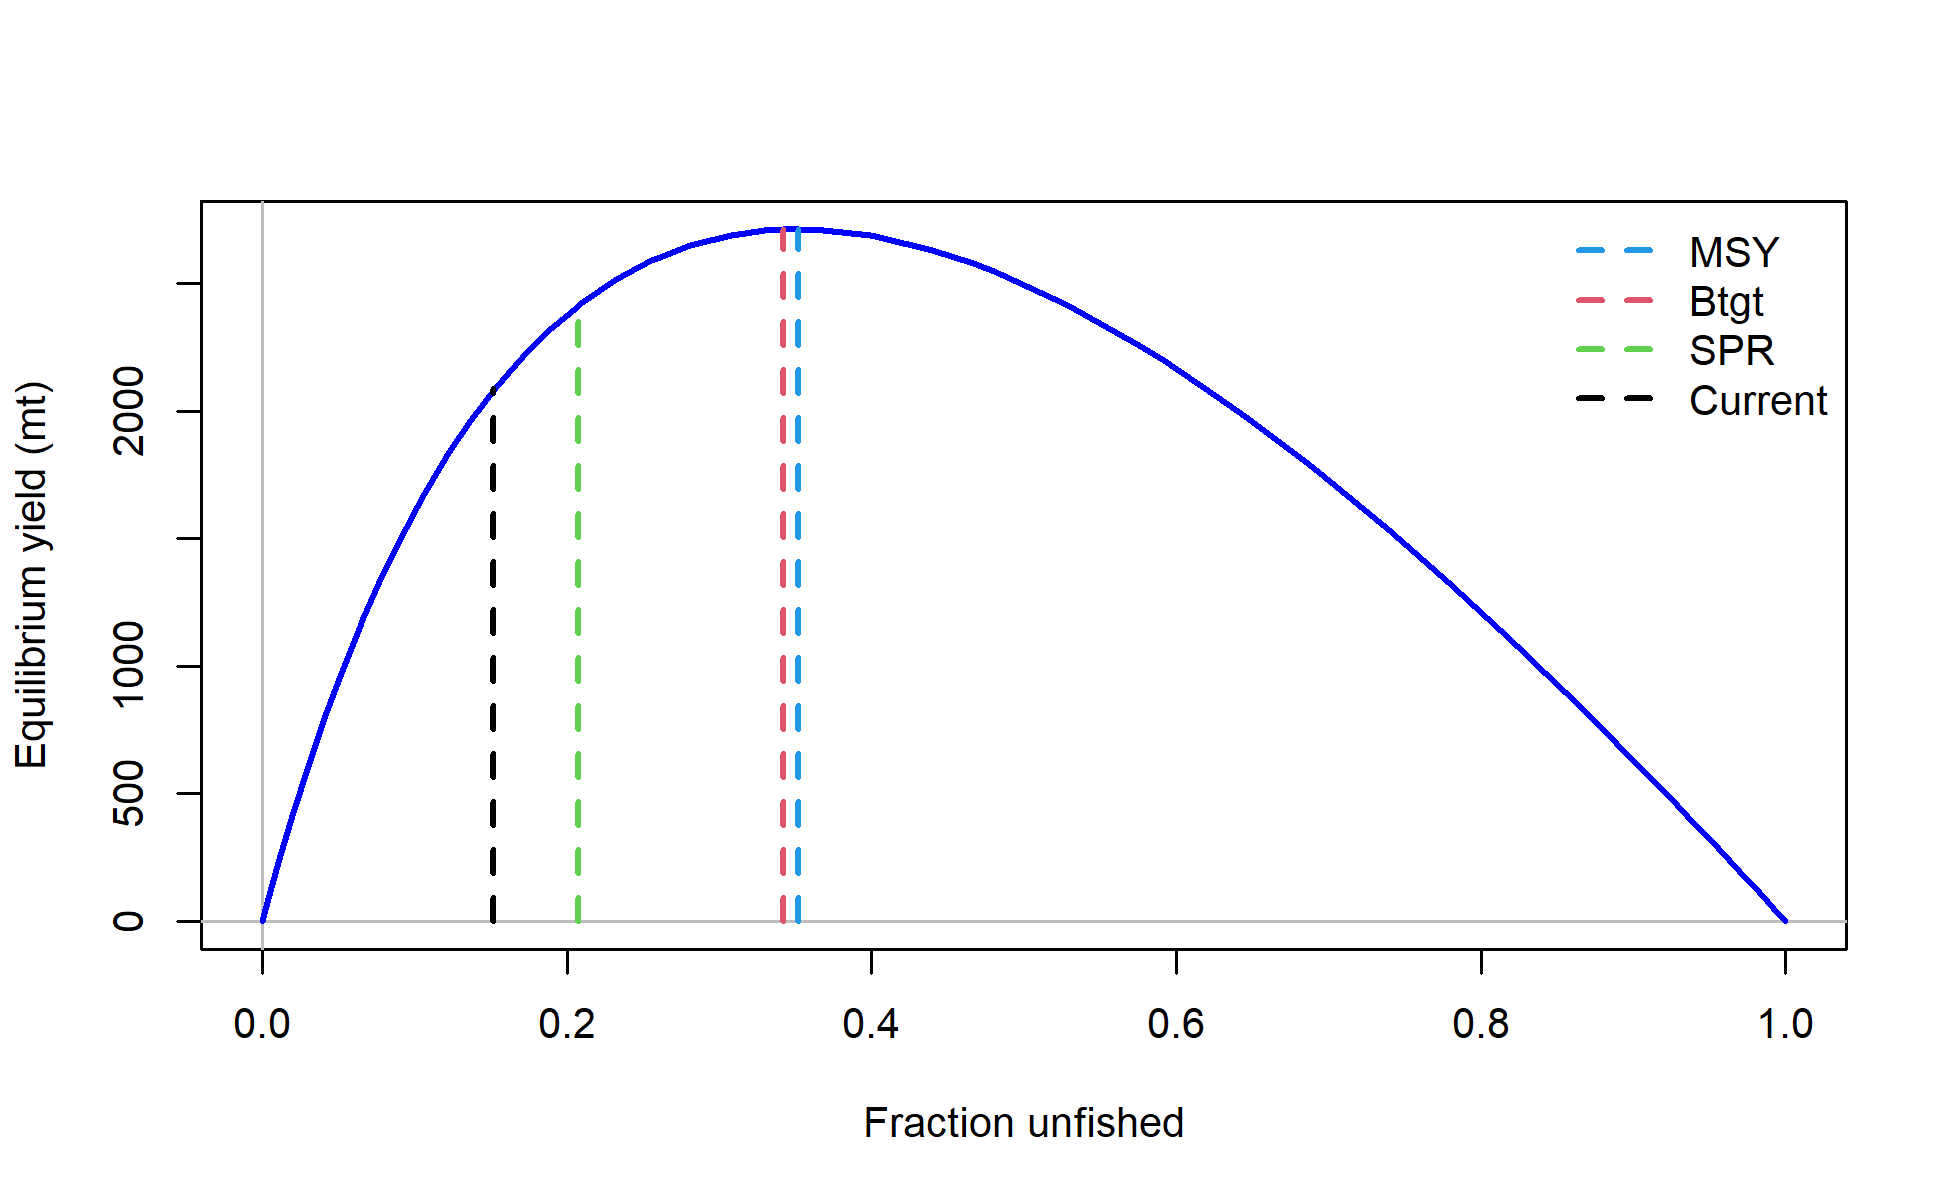 Equilibrium yield (mt)
2000
1000
500
0
MSY
Btgt
SPR
Current
0.0 0.2 0.4 0.6 0.8 1.0
Fraction unfished